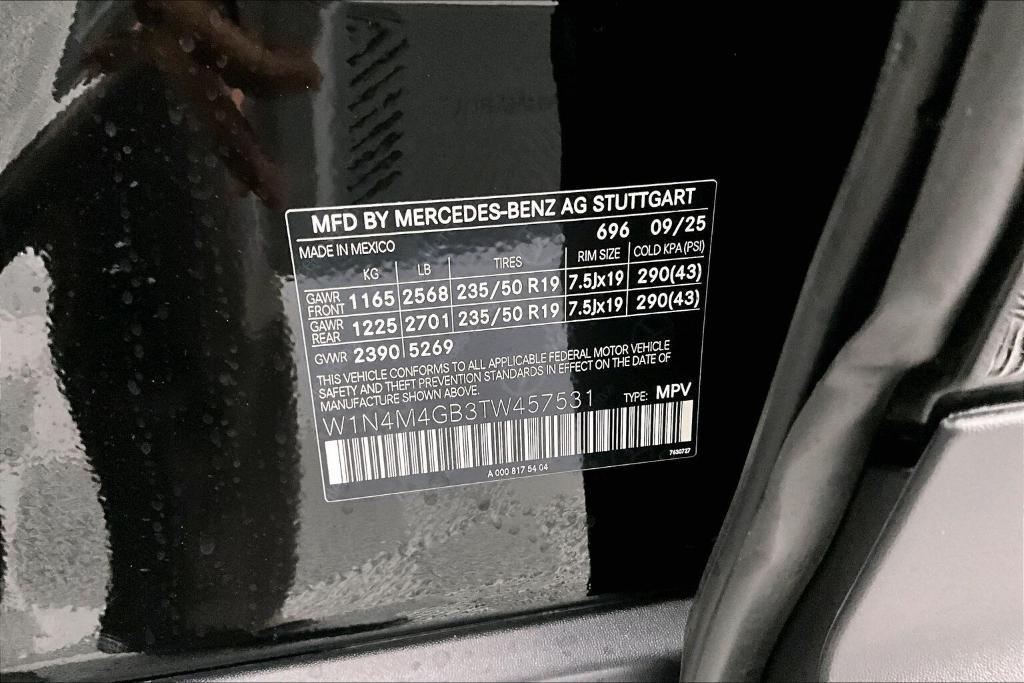 MFD BY MERCEDES-BENZ AG STUTTGART
MADE IN MEXICO 696 09/25
KG LB TIRES RIM SIZE COLD KPA (PSI)
GAWR FRONT 1165 2568 235/50 R19 7.5Jx19 290(43)
GAWR REAR 1225 2701 235/50 R19 7.5Jx19 290(43)
GVWR 2390 5269
THIS VEHICLE CONFORMS TO ALL APPLICABLE FEDERAL MOTOR VEHICLE
SAFETY AND THEFT PREVENTION STANDARDS IN EFFECT ON THE DATE OF
MANUFACTURE SHOWN ABOVE.
W1N4M4GB3TW457531 TYPE: MPV
A 000 817 54 04 7630727